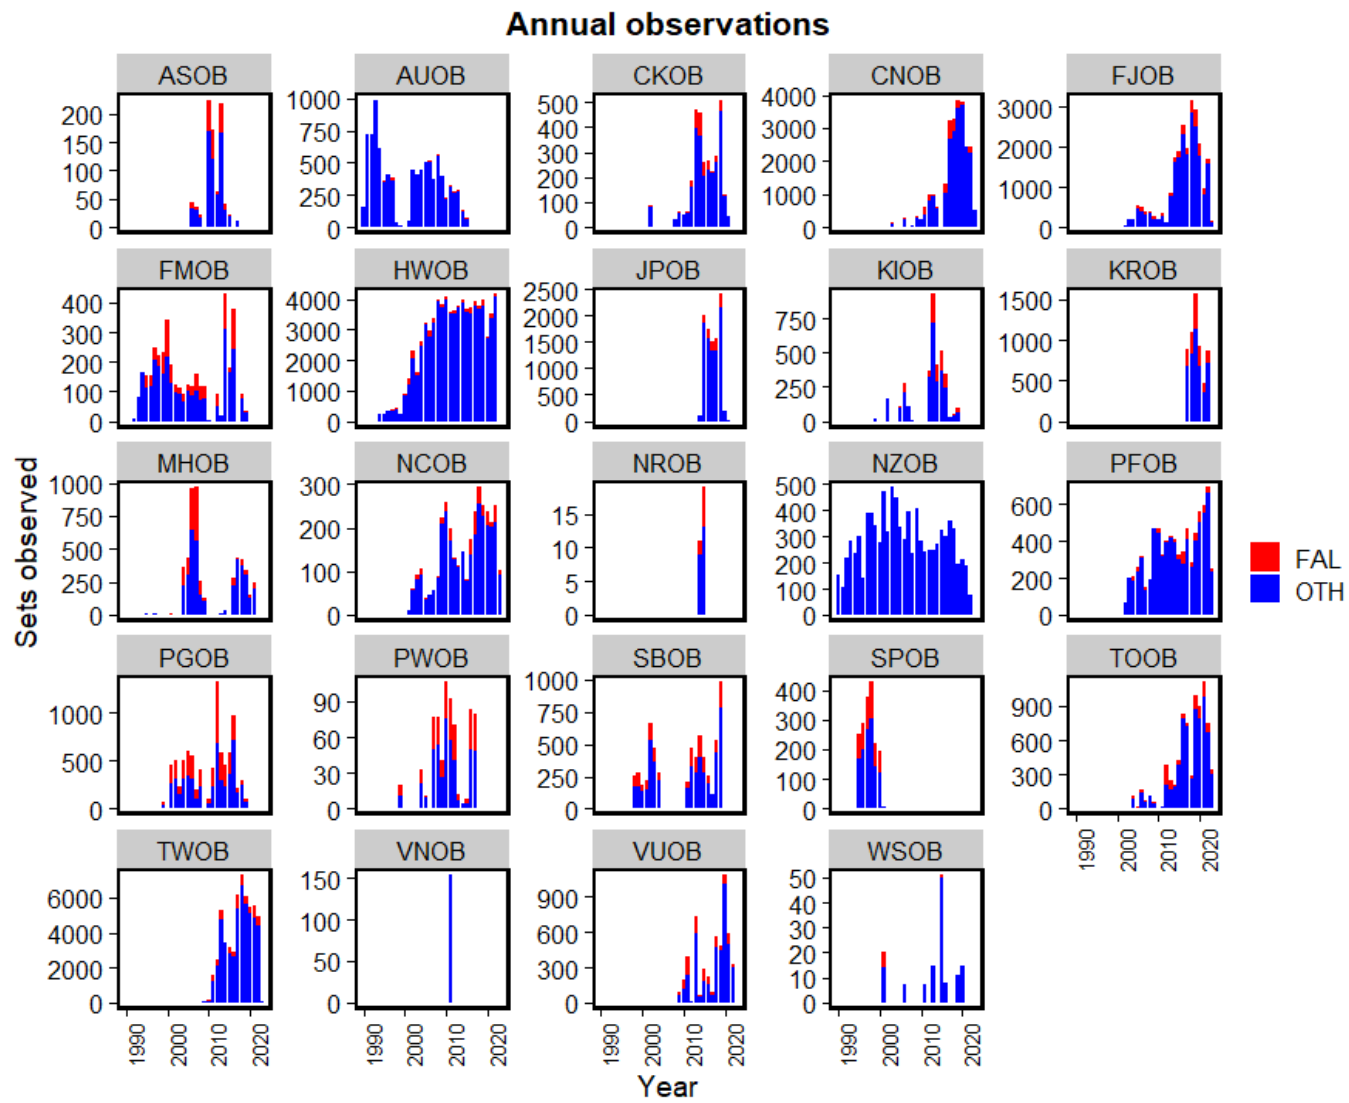 Annual observations
ASOB AUOB CKOB CNOB FJOB
200 150 100 50 0
1000 750 500 250 0
500 400 300 200 100 0
4000 3000 2000 1000 0
3000 2000 1000 0
FMOB HWOB JPOB KIOB KROB
400 300 200 100 0
4000 3000 2000 1000 0
2500 2000 1500 1000 500 0
750 500 250 0
1500 1000 500 0
MHOB NCOB NROB NZOB PFOB
1000 750 500 250 0
300 200 100 0
15 10 5 0
500 400 300 200 100 0
600 400 200 0
PGOB PWOB SBOB SPOB TOOB
1000 500 0
90 60 30 0
1000 750 500 250 0
400 300 200 100 0
900 600 300 0
1990 2000 2010 2020
TWOB VNOB VUOB WSOB
6000 4000 2000 0
150 100 50 0
900 600 300 0
50 40 30 20 10 0
1990 2000 2010 2020
1990 2000 2010 2020
1990 2000 2010 2020
1990 2000 2010 2020
Sets observed
Year
FAL
OTH